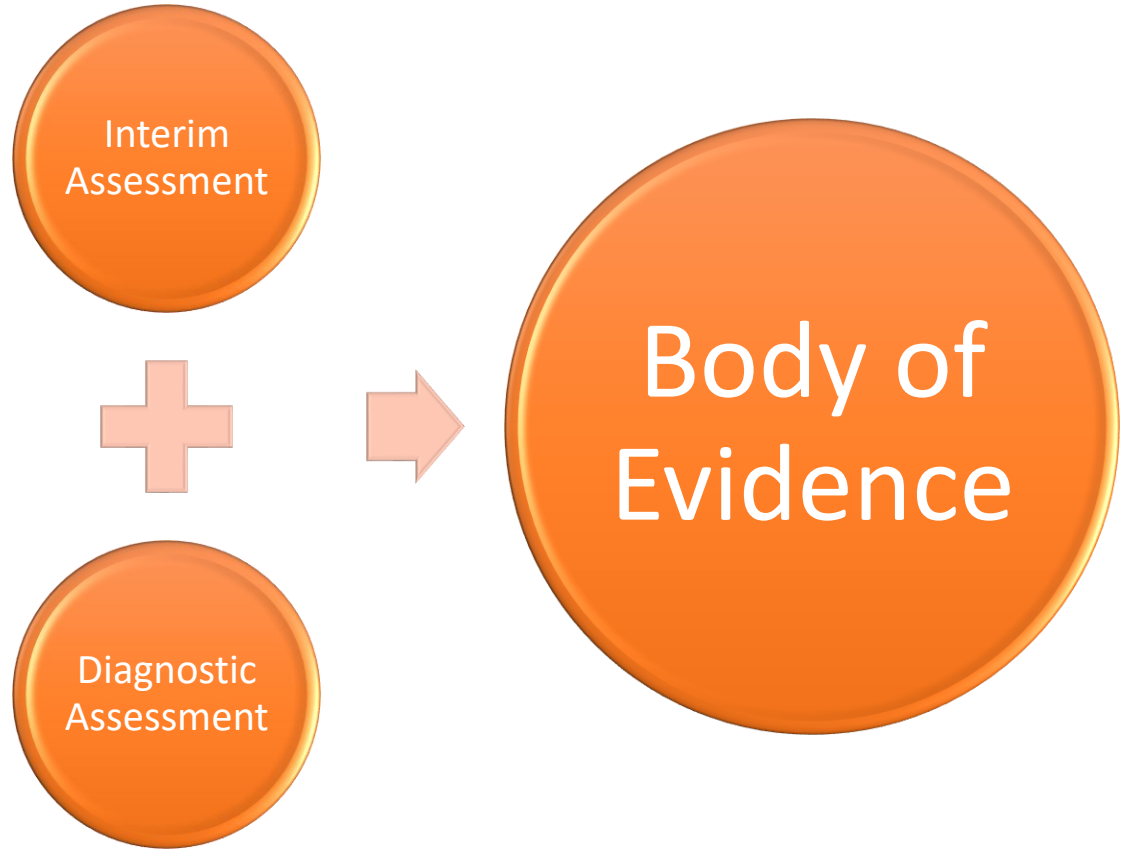 Interim
Assessment
Diagnostic
Assessment
Body of
Evidence